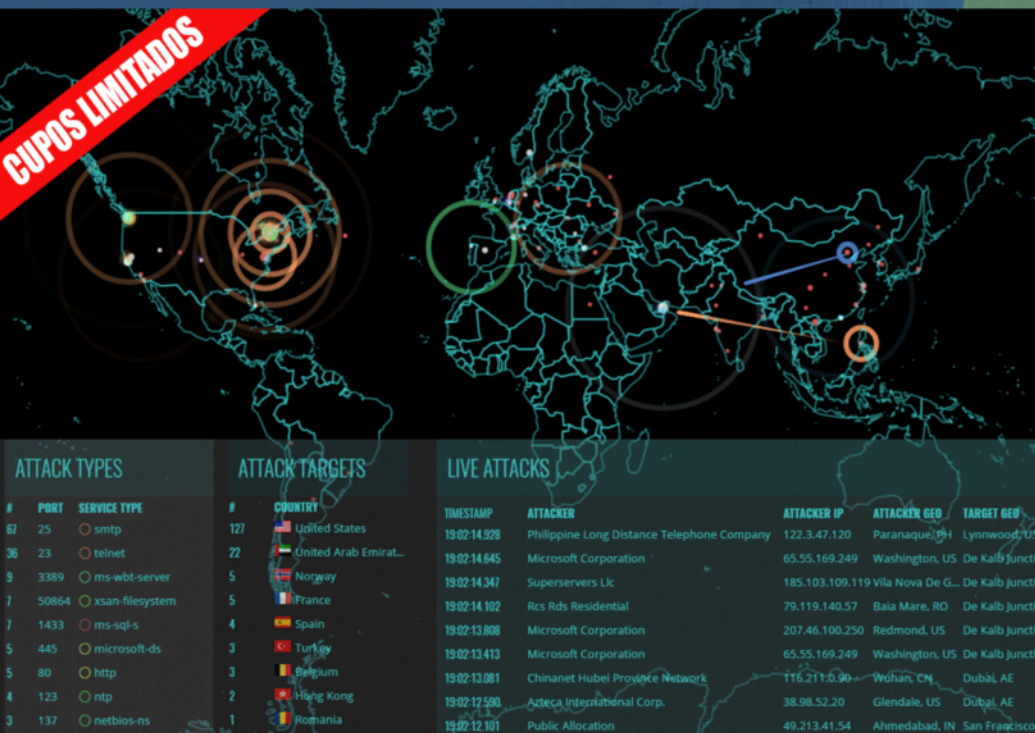 CUPOS LIMITADOS
ATTACK TYPES
# PORT SERVICE TYPE
67 25 smtp
36 23 telnet
9 3389 ms-wbt-server
7 50864 xsan-filesystem
7 1433 ms-sql-s
5 445 microsoft-ds
5 80 http
4 123 ntp
3 137 netbios-ns
ATTACK TARGETS
# COUNTRY
127 United States
22 United Arab Emirat...
5 Norway
5 France
4 Spain
3 Turkey
3 Belgium
2 Hong Kong
1 Romania
LIVE ATTACKS
TIMESTAMP ATTACKER ATTACKER IP ATTACKER GEO TARGET GEO
19:02:14.928 Philippine Long Distance Telephone Company 122.3.47.120 Paranaque, PH Lynnwood, US
19:02:14.645 Microsoft Corporation 65.55.169.249 Washington, US De Kalb Juncti
19:02:14.347 Superservers Llc 185.103.109.119 Vila Nova De G... De Kalb Juncti
19:02:14.102 Rcs Rds Residential 79.119.140.57 Baia Mare, RO De Kalb Juncti
19:02:13.808 Microsoft Corporation 207.46.100.250 Redmond, US De Kalb Juncti
19:02:13.413 Microsoft Corporation 65.55.169.249 Washington, US De Kalb Juncti
19:02:13.081 Chinanet Hubei Province Network 116.211.0.90 Wuhan, CN Dubai, AE
19:02:12.590 Azteca International Corp. 38.98.52.20 Glendale, US Dubai, AE
19:02:12.101 Public Allocation 49.213.41.54 Ahmedabad, IN San Francisco